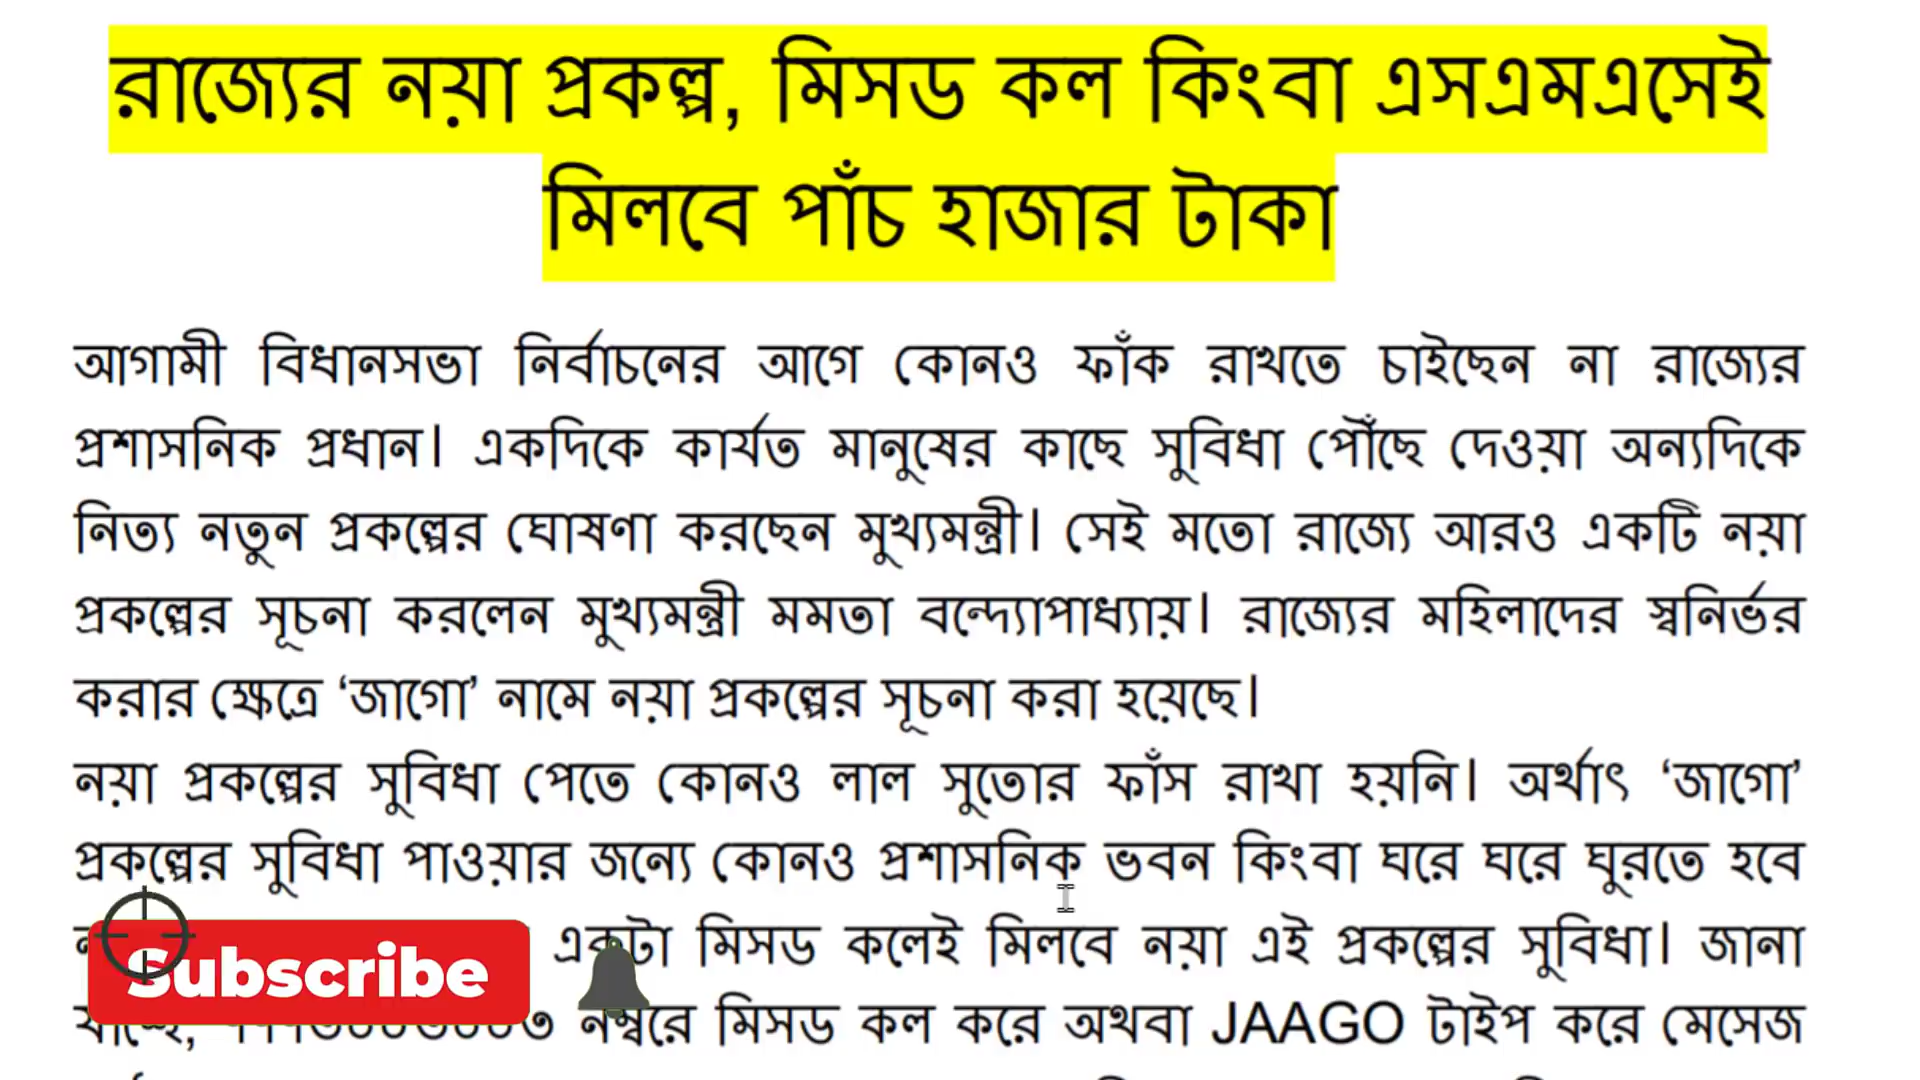 রাজ্যের নয়া প্রকল্প, মিসড কল কিংবা এসএমএসেই
মিলবে পাঁচ হাজার টাকা
আগামী বিধানসভা নির্বাচনের আগে কোনও ফাঁক রাখতে চাইছেন না রাজ্যের
প্রশাসনিক প্রধান। একদিকে কার্যত মানুষের কাছে সুবিধা পৌঁছে দেওয়া অন্যদিকে
নিত্য নতুন প্রকল্পের ঘোষণা করছেন মুখ্যমন্ত্রী। সেই মতো রাজ্যে আরও একটি নয়া
প্রকল্পের সূচনা করলেন মুখ্যমন্ত্রী মমতা বন্দ্যোপাধ্যায়। রাজ্যের মহিলাদের স্বনির্ভর
করার ক্ষেত্রে ‘জাগো’ নামে নয়া প্রকল্পের সূচনা করা হয়েছে।
নয়া প্রকল্পের সুবিধা পেতে কোনও লাল সুতোর ফাঁস রাখা হয়নি। অর্থাৎ ‘জাগো’
প্রকল্পের সুবিধা পাওয়ার জন্যে কোনও প্রশাসনিক ভবন কিংবা ঘরে ঘরে ঘুরতে হবে
একটা মিসড কলেই মিলবে নয়া এই প্রকল্পের সুবিধা। জানা
Subscribe
নম্বরে মিসড কল করে অথবা JAAGO টাইপ করে মেসেজ